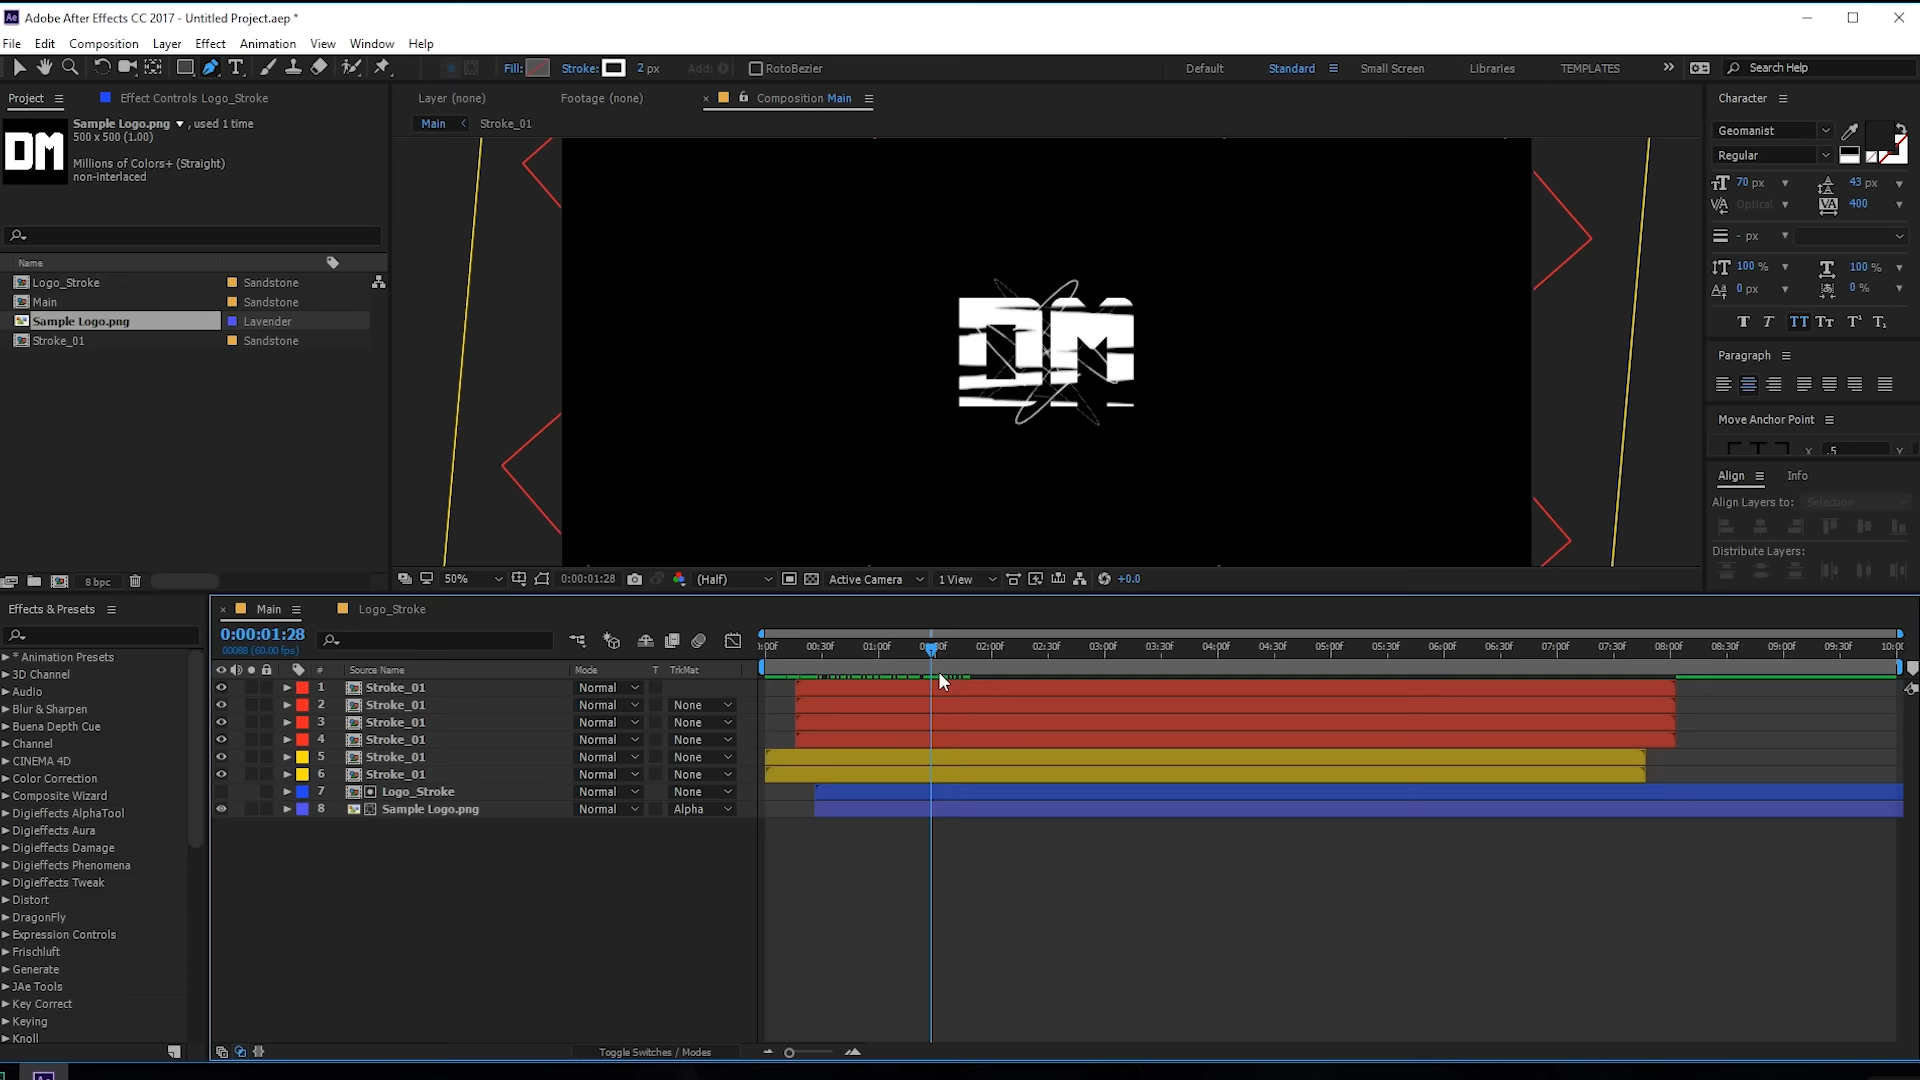 Adobe After Effects CC 2017 - Untitled Project.aep *
File Edit Composition Layer Effect Animation View Window Help
Fill: Stroke: 2 px Add: RotoBezier Default Standard Small Screen Libraries TEMPLATES Search Help
Project Effect Controls Logo_Stroke
Sample Logo.png , used 1 time
500 x 500 (1.00)
Millions of Colors+ (Straight)
non-interlaced
DM
Name
Logo_Stroke Sandstone
Main Sandstone
Sample Logo.png Lavender
Stroke_01 Sandstone
8 bpc
Layer (none) Footage (none) Composition Main
Main Stroke_01
DM
50% 0:00:01:28 (Half) Active Camera 1 View +0.0
Character
Geomanist
Regular
70 px 43 px
Optical 400
- px
100 % 100 %
0 px 0 %
Paragraph
Move Anchor Point
X .5 Y
Align Info
Align Layers to: Selection
Distribute Layers:
Effects & Presets
* Animation Presets
3D Channel
Audio
Blur & Sharpen
Buena Depth Cue
Channel
CINEMA 4D
Color Correction
Composite Wizard
Digieffects AlphaTool
Digieffects Aura
Digieffects Damage
Digieffects Phenomena
Digieffects Tweak
Distort
DragonFly
Expression Controls
Frischluft
Generate
JAe Tools
Key Correct
Keying
Knoll
Main Logo_Stroke
0:00:01:28
00088 (60.00 fps)
:00f 00:30f 01:00f 02:00f 02:30f 03:00f 03:30f 04:00f 04:30f 05:00f 05:30f 06:00f 06:30f 07:00f 07:30f 08:00f 08:30f 09:00f 09:30f 10:00
# Source Name Mode T TrkMat
1 Stroke_01 Normal
2 Stroke_01 Normal None
3 Stroke_01 Normal None
4 Stroke_01 Normal None
5 Stroke_01 Normal None
6 Stroke_01 Normal None
7 Logo_Stroke Normal None
8 Sample Logo.png Normal Alpha
Toggle Switches / Modes